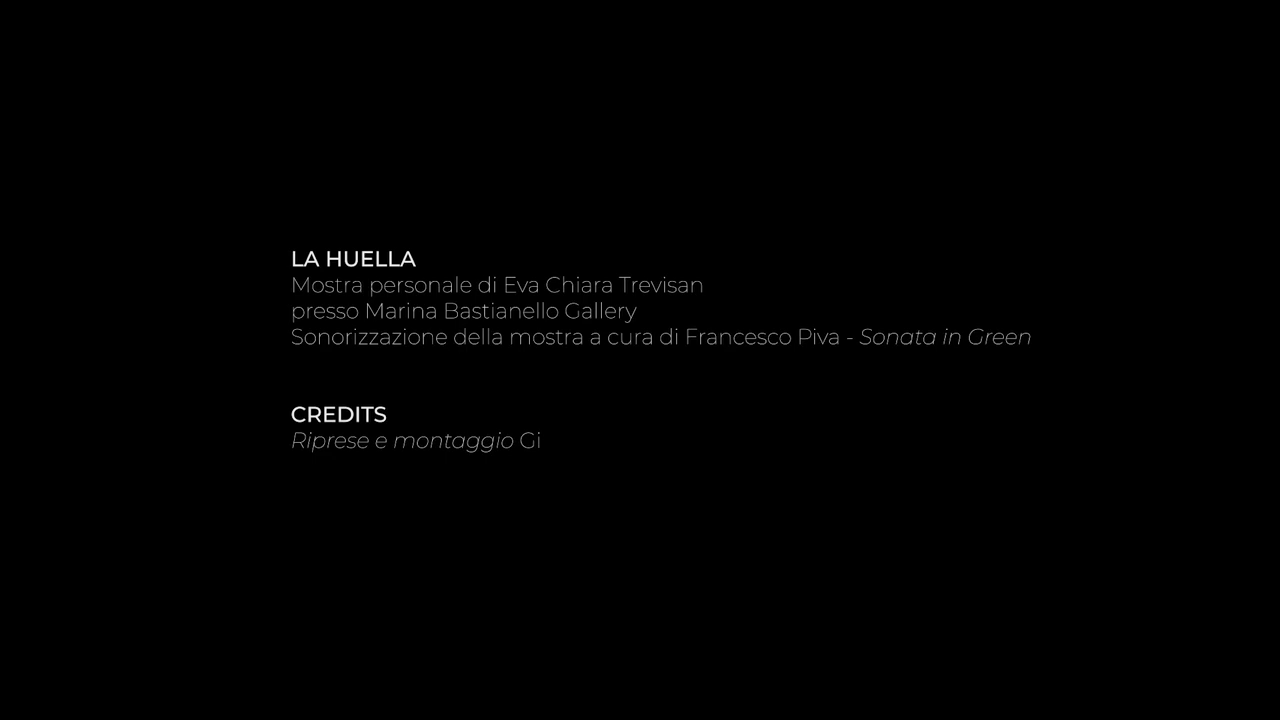 LA HUELLA
Mostra personale di Eva Chiara Trevisan
presso Marina Bastianello Gallery
Sonorizzazione della mostra a cura di Francesco Piva - Sonata in Green
CREDITS
Riprese e montaggio Gi